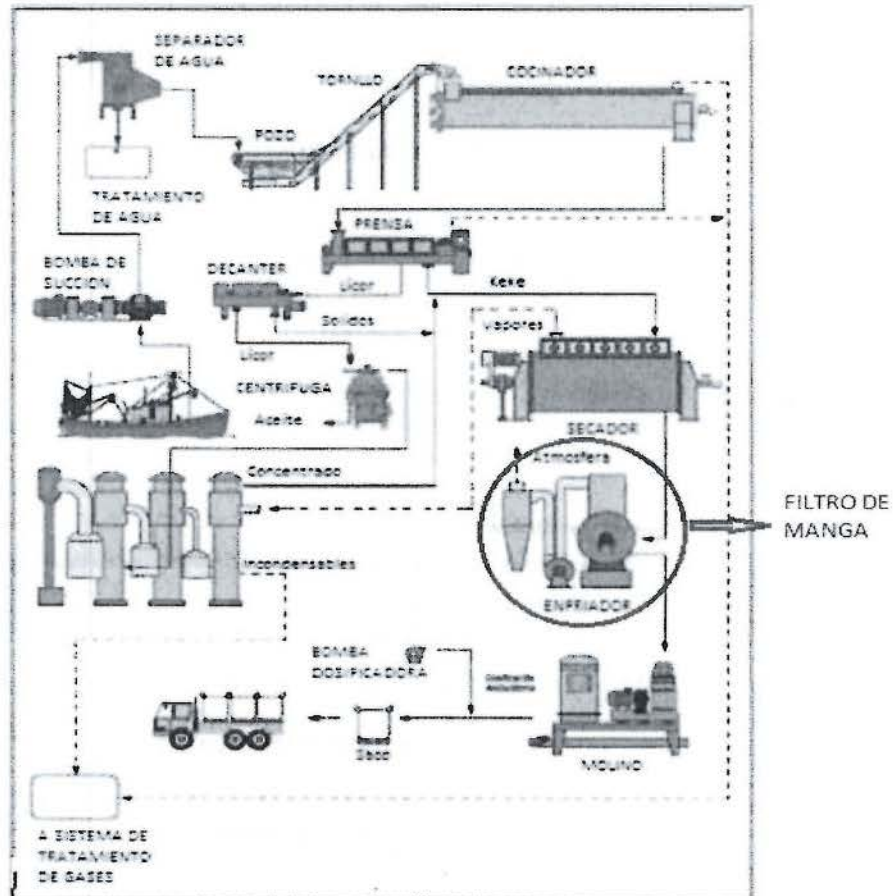 SEPARADOR
DE AGUA
TORNILLO
COCINADOR
POZO
TRATAMIENTO
DE AGUA
PRENSA
BOMBA DE
SUCCION
DECANTER
Licor
Keke
Solidos
Vapores
Licor
CENTRIFUGA
Aceite
SECADOR
Concentrado
Atmosfera
FILTRO DE
MANGA
Incondensables
ENFRIADOR
BOMBA
DOSIFICADORA
Saco
MOLINO
A SISTEMA DE
TRATAMIENTO
DE GASES